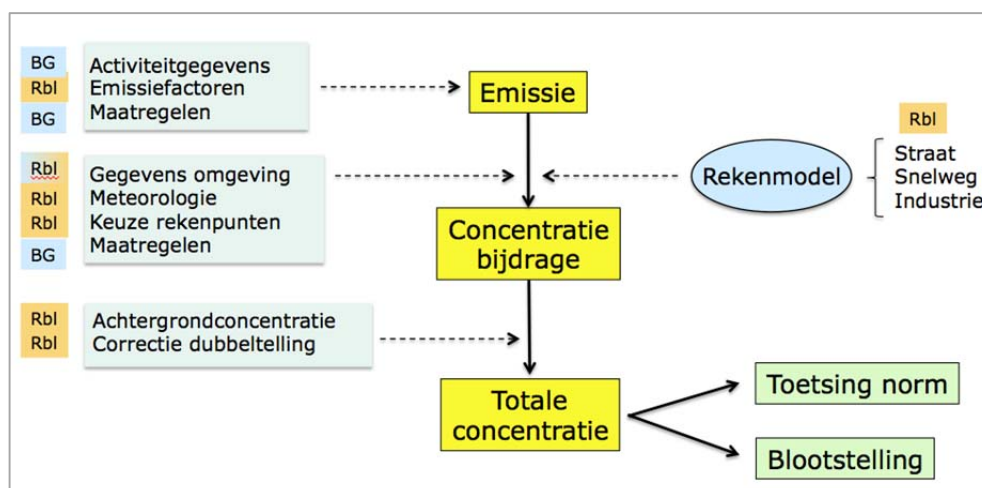 BG
Activiteitgegevens
Rbl
Emissiefactoren
BG
Maatregelen
Emissie
Rbl
Straat
Snelweg
Industrie
Rekenmodel
Rbl
Gegevens omgeving
Rbl
Meteorologie
Rbl
Keuze rekenpunten
BG
Maatregelen
Concentratie
bijdrage
Rbl
Achtergrondconcentratie
Rbl
Correctie dubbeltelling
Totale
concentratie
Toetsing norm
Blootstelling